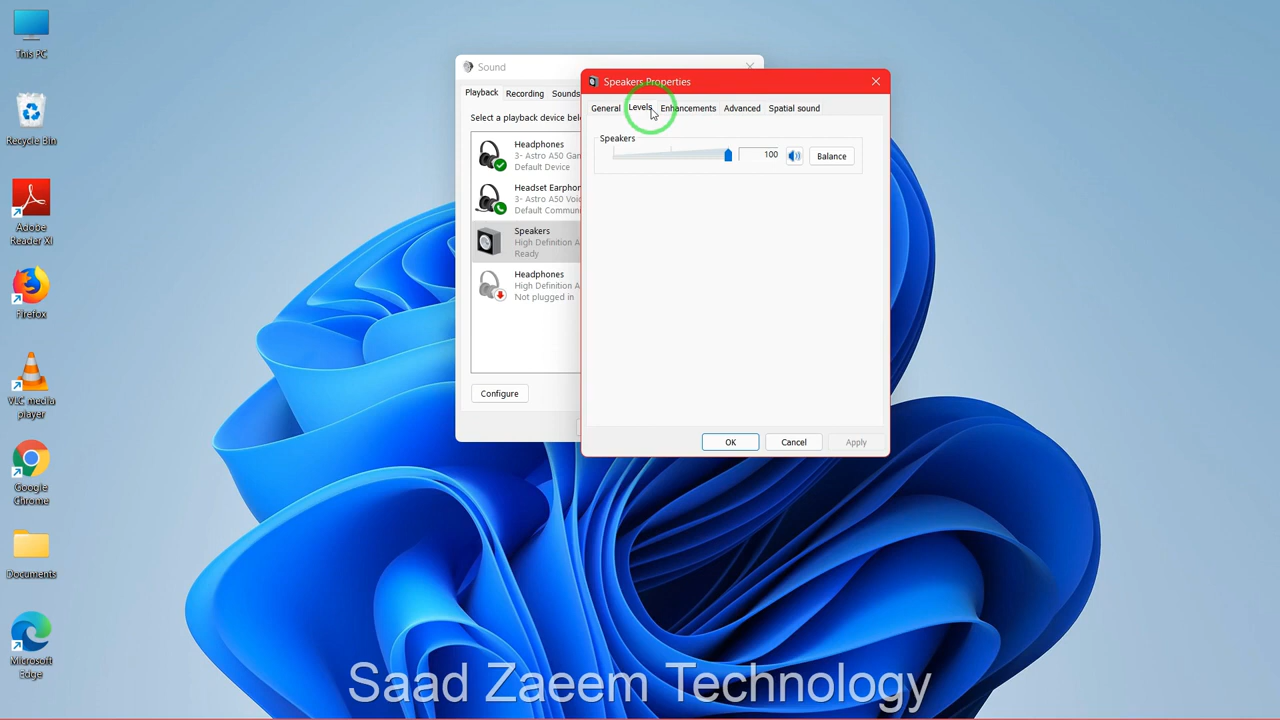 This PC
Recycle Bin
Adobe
Reader XI
Firefox
VLC media
player
Google
Chrome
Documents
Microsoft
Edge
Sound
Playback
Recording
Sounds
Select a playback device bel
Headphones
3- Astro A50 Gan
Default Device
Headset Earphon
3- Astro A50 Voi
Default Commun
Speakers
High Definition A
Ready
Headphones
High Definition A
Not plugged in
Configure
Speakers Properties
General
Levels
Enhancements
Advanced
Spatial sound
Speakers
100
Balance
OK
Cancel
Apply
Saad Zaeem Technology